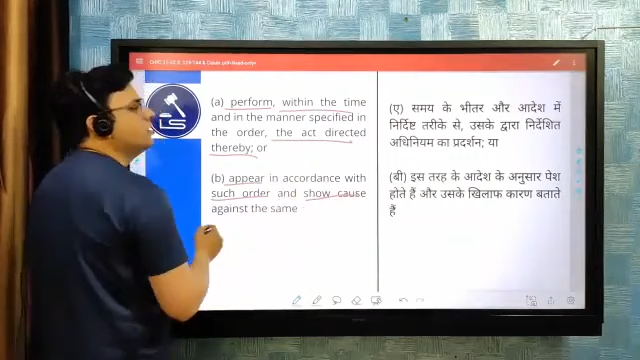 LS
(a) perform, within the time
and in the manner specified in
the order, the act directed
thereby; or
(b) appear in accordance with
such order and show cause
against the same
(ए) समय के भीतर और आदेश में
निर्दिष्ट तरीके से, उसके द्वारा निर्देशित
अधिनियम का प्रदर्शन; या
(बी) इस तरह के आदेश के अनुसार पेश
होते हैं और उसके खिलाफ कारण बताते
हैं